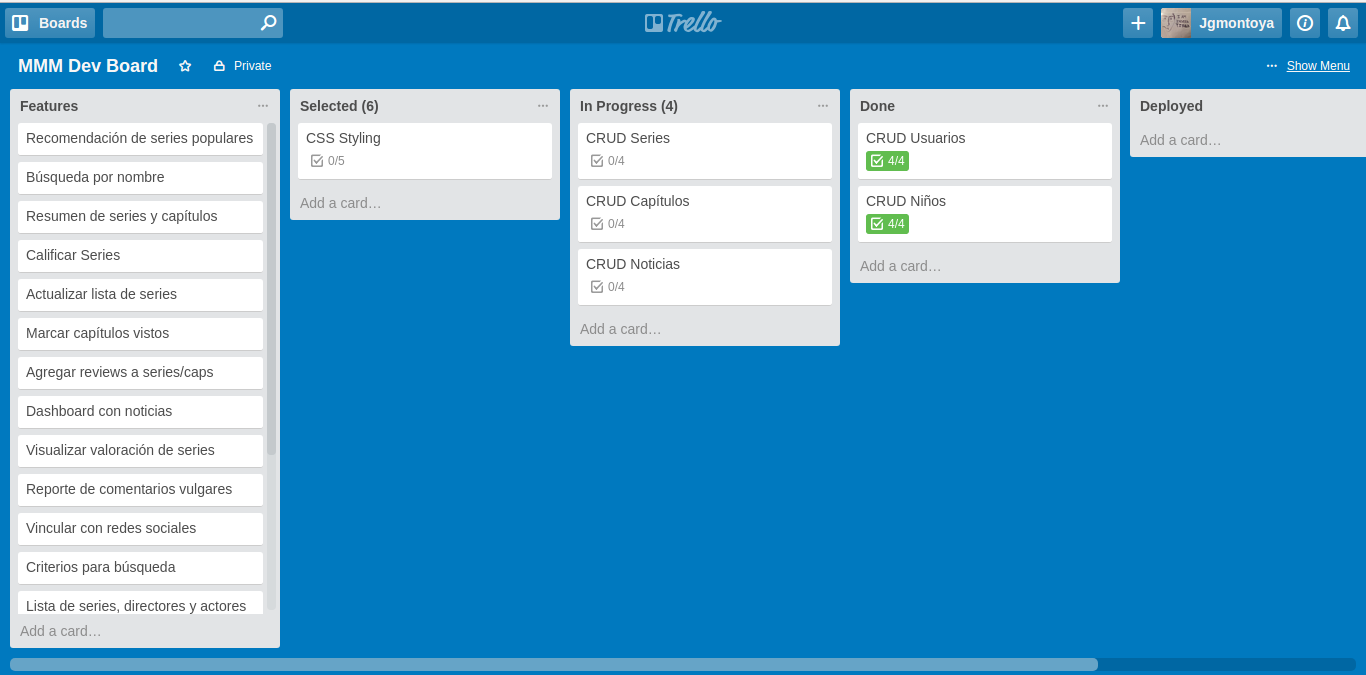 Boards
Trello
Jgmontoya
MMM Dev Board
Private
Show Menu
Features
Recomendación de series populares
Búsqueda por nombre
Resumen de series y capítulos
Calificar Series
Actualizar lista de series
Marcar capítulos vistos
Agregar reviews a series/caps
Dashboard con noticias
Visualizar valoración de series
Reporte de comentarios vulgares
Vincular con redes sociales
Criterios para búsqueda
Lista de series, directores y actores
Add a card…
Selected (6)
CSS Styling
0/5
Add a card…
In Progress (4)
CRUD Series
0/4
CRUD Capítulos
0/4
CRUD Noticias
0/4
Add a card…
Done
CRUD Usuarios
4/4
CRUD Niños
4/4
Add a card…
Deployed
Add a card…